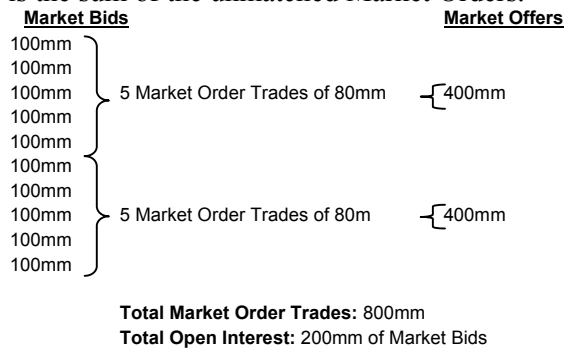 is the sum of the unmatched Market Orders.
Market Bids Market Offers
100mm
100mm
100mm 5 Market Order Trades of 80mm 400mm
100mm
100mm
100mm
100mm
100mm 5 Market Order Trades of 80m 400mm
100mm
100mm
Total Market Order Trades: 800mm
Total Open Interest: 200mm of Market Bids